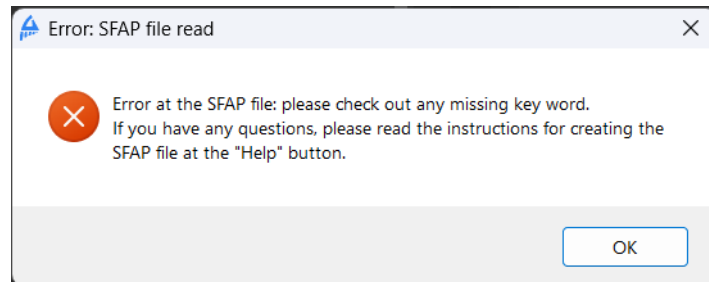 Error: SFAP file read
Error at the SFAP file: please check out any missing key word.
If you have any questions, please read the instructions for creating the
SFAP file at the "Help" button.
OK